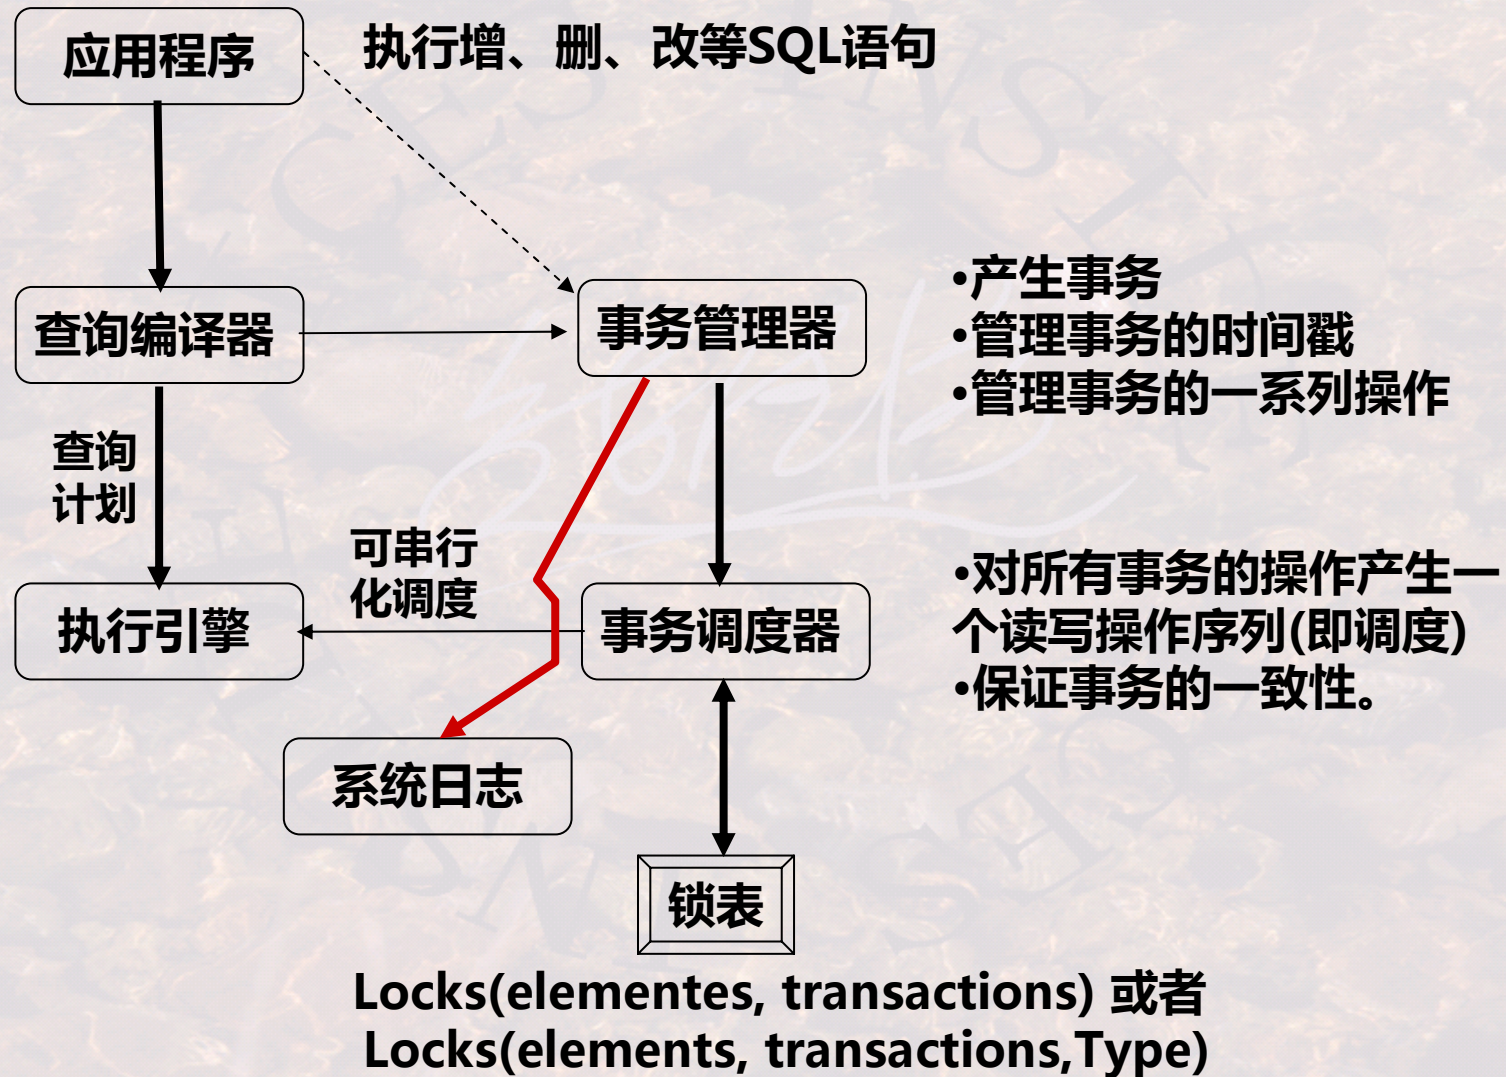 应用程序
执行增、删、改等SQL语句
查询编译器
事务管理器
•产生事务
•管理事务的时间戳
•管理事务的一系列操作
查询
计划
可串行
化调度
执行引擎
事务调度器
•对所有事务的操作产生一
个读写操作序列(即调度)
•保证事务的一致性。
系统日志
锁表
Locks(elementes, transactions) 或者
Locks(elements, transactions,Type)